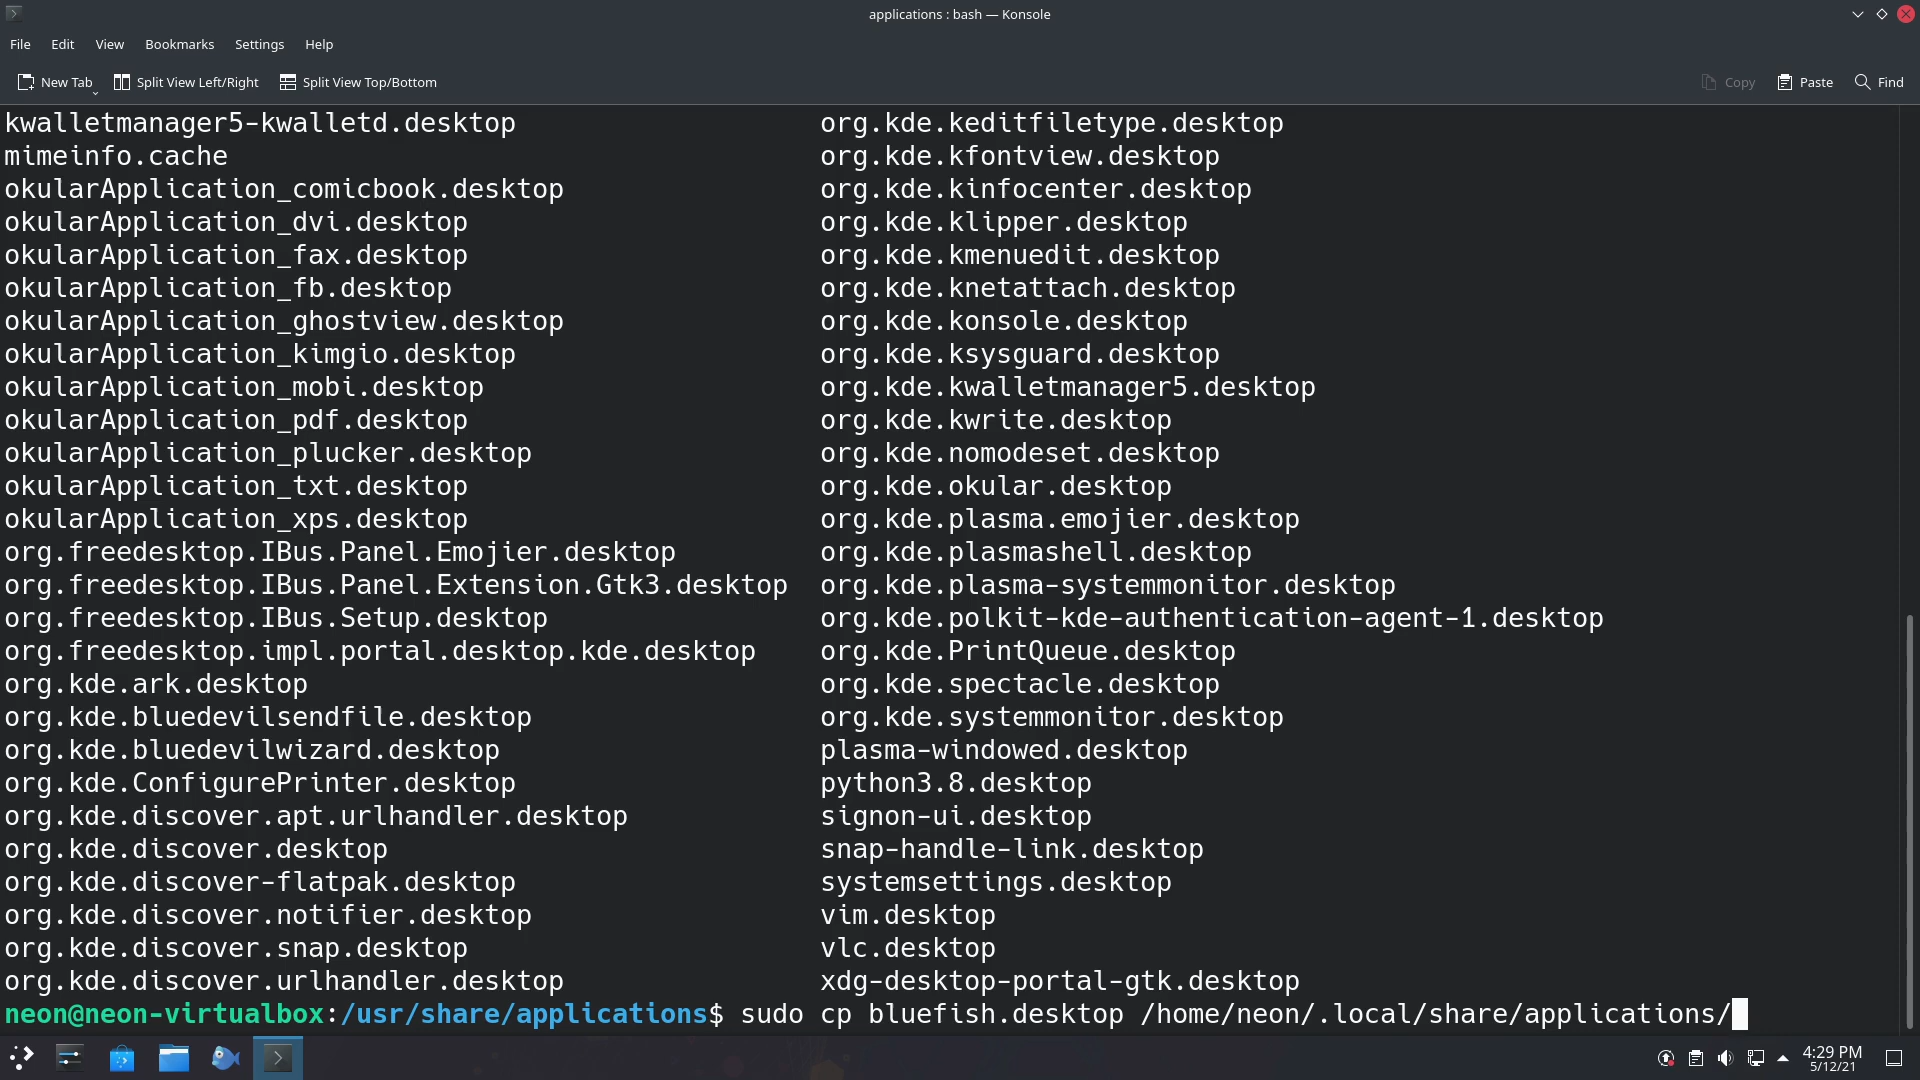 applications : bash — Konsole
File Edit View Bookmarks Settings Help
New Tab Split View Left/Right Split View Top/Bottom Copy Paste Find
kwalletmanager5-kwalletd.desktop org.kde.keditfiletype.desktop
mimeinfo.cache org.kde.kfontview.desktop
okularApplication_comicbook.desktop org.kde.kinfocenter.desktop
okularApplication_dvi.desktop org.kde.klipper.desktop
okularApplication_fax.desktop org.kde.kmenuedit.desktop
okularApplication_fb.desktop org.kde.knetattach.desktop
okularApplication_ghostview.desktop org.kde.konsole.desktop
okularApplication_kimgio.desktop org.kde.ksysguard.desktop
okularApplication_mobi.desktop org.kde.kwalletmanager5.desktop
okularApplication_pdf.desktop org.kde.kwrite.desktop
okularApplication_plucker.desktop org.kde.nomodeset.desktop
okularApplication_txt.desktop org.kde.okular.desktop
okularApplication_xps.desktop org.kde.plasma.emojier.desktop
org.freedesktop.IBus.Panel.Emojier.desktop org.kde.plasmashell.desktop
org.freedesktop.IBus.Panel.Extension.Gtk3.desktop org.kde.plasma-systemmonitor.desktop
org.freedesktop.IBus.Setup.desktop org.kde.polkit-kde-authentication-agent-1.desktop
org.freedesktop.impl.portal.desktop.kde.desktop org.kde.PrintQueue.desktop
org.kde.ark.desktop org.kde.spectacle.desktop
org.kde.bluedevilsendfile.desktop org.kde.systemmonitor.desktop
org.kde.bluedevilwizard.desktop plasma-windowed.desktop
org.kde.ConfigurePrinter.desktop python3.8.desktop
org.kde.discover.apt.urlhandler.desktop signon-ui.desktop
org.kde.discover.desktop snap-handle-link.desktop
org.kde.discover-flatpak.desktop systemsettings.desktop
org.kde.discover.notifier.desktop vim.desktop
org.kde.discover.snap.desktop vlc.desktop
org.kde.discover.urlhandler.desktop xdg-desktop-portal-gtk.desktop
neon@neon-virtualbox:/usr/share/applications$ sudo cp bluefish.desktop /home/neon/.local/share/applications/
4:29 PM
5/12/21